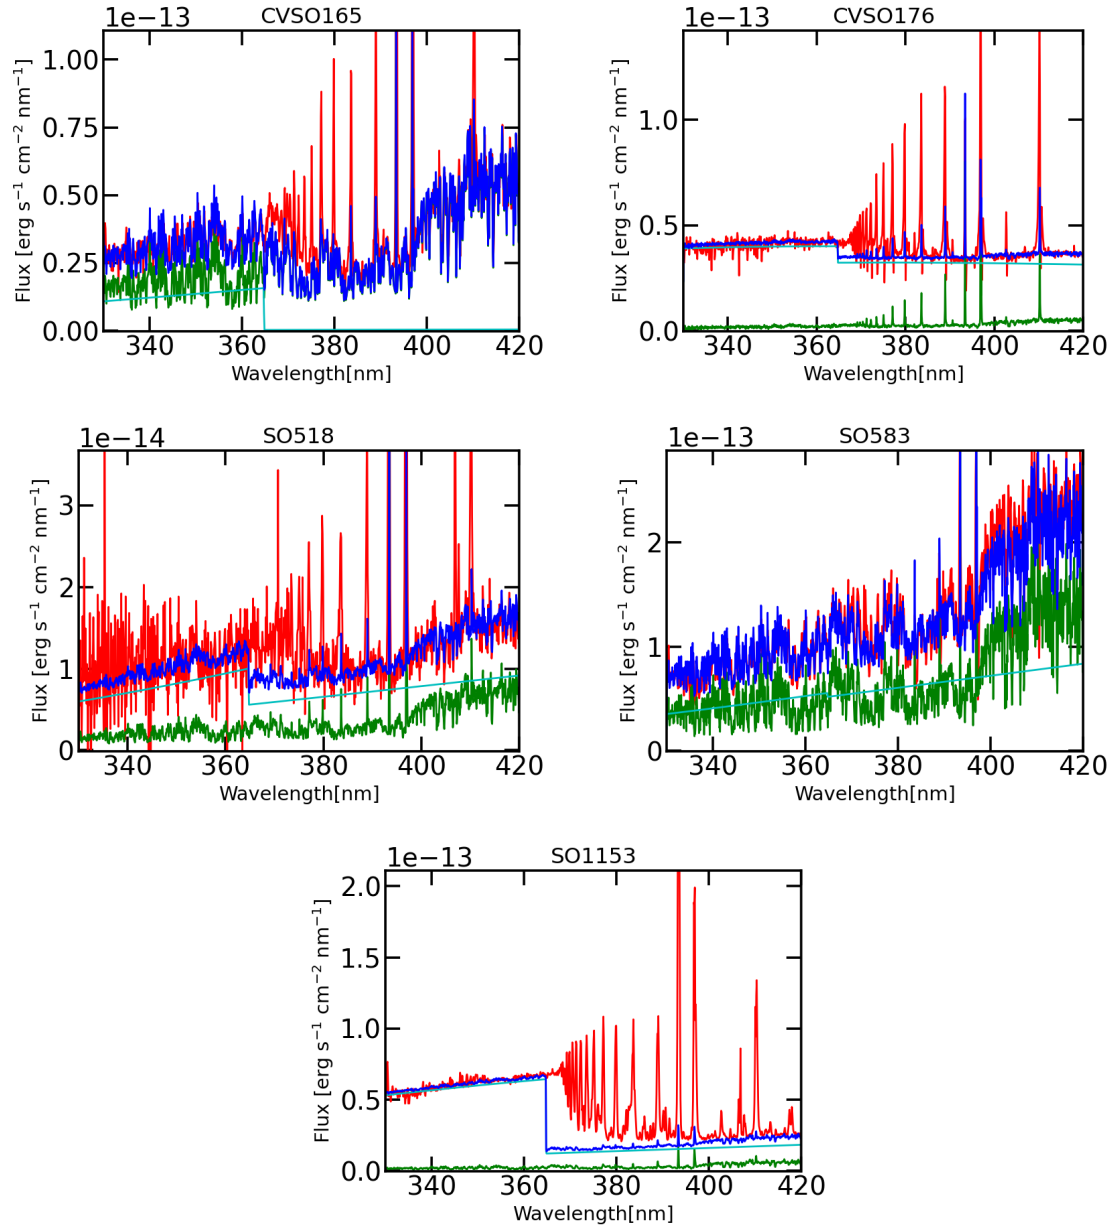 1e−13 CVSO165
Flux [erg s−1 cm−2 nm−1]
1.00
0.75
0.50
0.25
0.00
340 360 380 400 420
Wavelength[nm]
1e−13 CVSO176
Flux [erg s−1 cm−2 nm−1]
1.0
0.5
0.0
340 360 380 400 420
Wavelength[nm]
1e−14 SO518
Flux [erg s−1 cm−2 nm−1]
3
2
1
0
340 360 380 400 420
Wavelength[nm]
1e−13 SO583
Flux [erg s−1 cm−2 nm−1]
2
1
0
340 360 380 400 420
Wavelength[nm]
1e−13 SO1153
Flux [erg s−1 cm−2 nm−1]
2.0
1.5
1.0
0.5
0.0
340 360 380 400 420
Wavelength[nm]